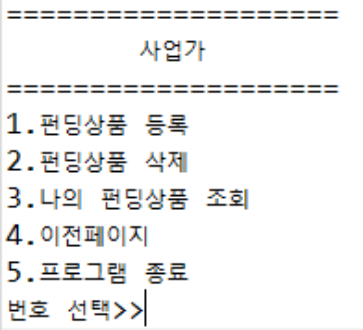 ====================
사업가
====================
1.펀딩상품 등록
2.펀딩상품 삭제
3.나의 펀딩상품 조회
4.이전페이지
5.프로그램 종료
번호 선택>>